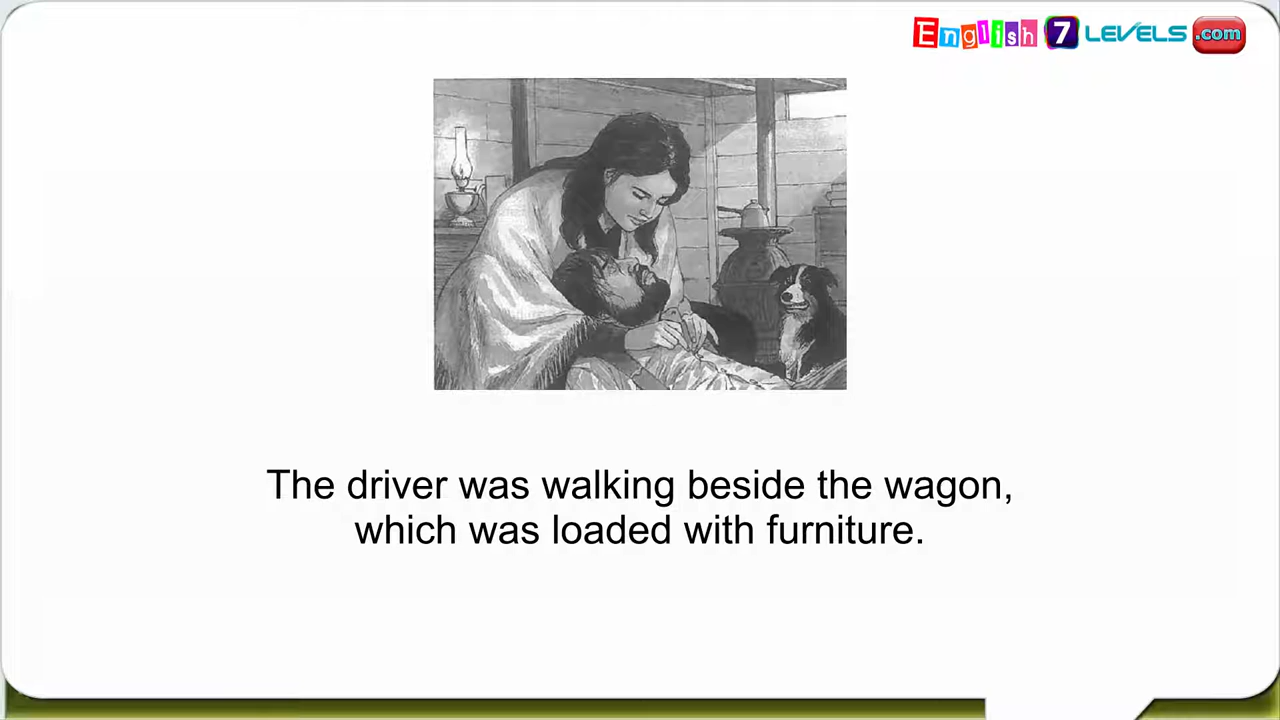 English 7 LEVELS .com
The driver was walking beside the wagon,
which was loaded with furniture.